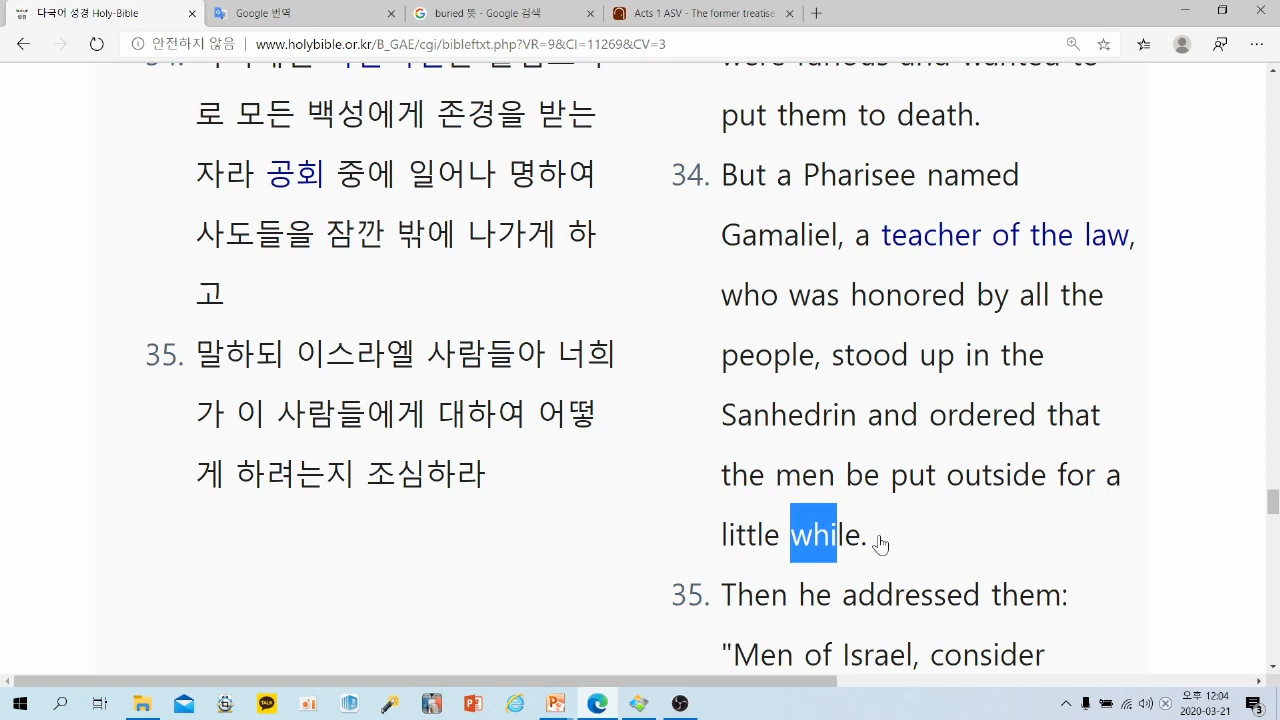 다국어 성경 Holy-Bible
Google 번역
buried 뜻 - Google 검색
Acts 1 ASV - The former treatise
안전하지 않음
www.holybible.or.kr/B_GAE/cgi/bibleftxt.php?VR=9&CI=11269&CV=3
로 모든 백성에게 존경을 받는
자라 공회 중에 일어나 명하여
사도들을 잠깐 밖에 나가게 하
고
35. 말하되 이스라엘 사람들아 너희
가 이 사람들에게 대하여 어떻
게 하려는지 조심하라
were furious and wanted to
put them to death.
34. But a Pharisee named
Gamaliel, a teacher of the law,
who was honored by all the
people, stood up in the
Sanhedrin and ordered that
the men be put outside for a
little while.
35. Then he addressed them:
"Men of Israel, consider
오후 12:04
2020-03-21